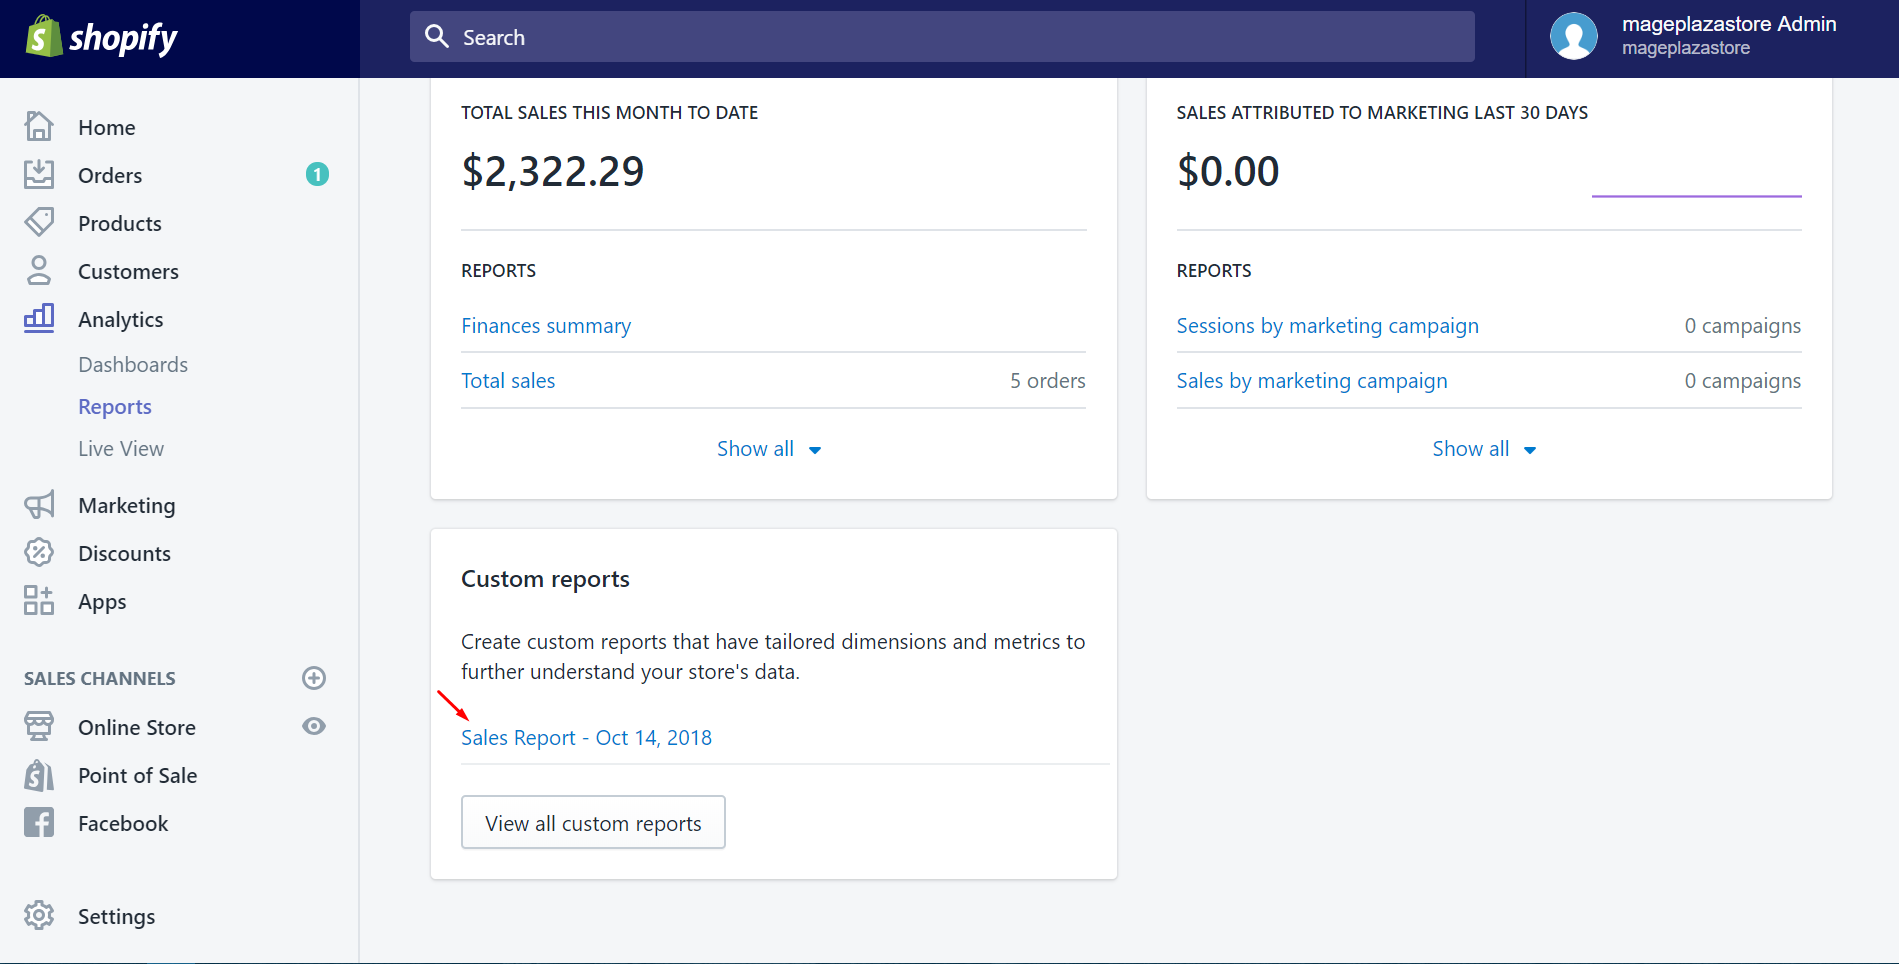 shopify
Search
mageplazastore Admin
mageplazastore
Home
Orders 1
Products
Customers
Analytics
Dashboards
Reports
Live View
Marketing
Discounts
Apps
SALES CHANNELS
Online Store
Point of Sale
Facebook
Settings
TOTAL SALES THIS MONTH TO DATE
$2,322.29
REPORTS
Finances summary
Total sales 5 orders
Show all
SALES ATTRIBUTED TO MARKETING LAST 30 DAYS
$0.00
REPORTS
Sessions by marketing campaign 0 campaigns
Sales by marketing campaign 0 campaigns
Show all
Custom reports
Create custom reports that have tailored dimensions and metrics to
further understand your store's data.
Sales Report - Oct 14, 2018
View all custom reports